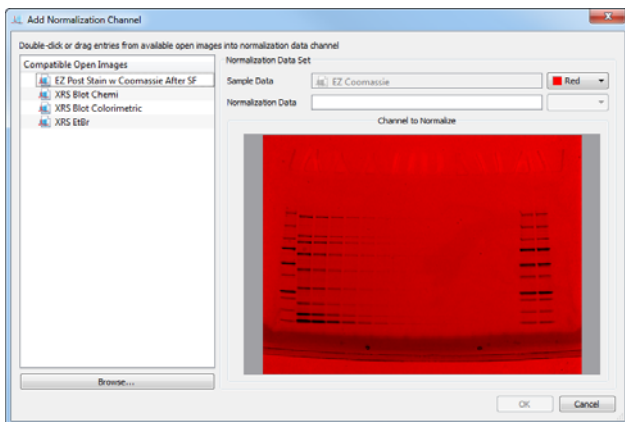 Add Normalization Channel
Double-click or drag entries from available open images into normalization data channel
Compatible Open Images
EZ Post Stain w Coomassie After SF
XRS Blot Chemi
XRS Blot Colorimetric
XRS EtBr
Browse...
Normalization Data Set
Sample Data
EZ Coomassie
Red
Normalization Data
Channel to Normalize
OK
Cancel